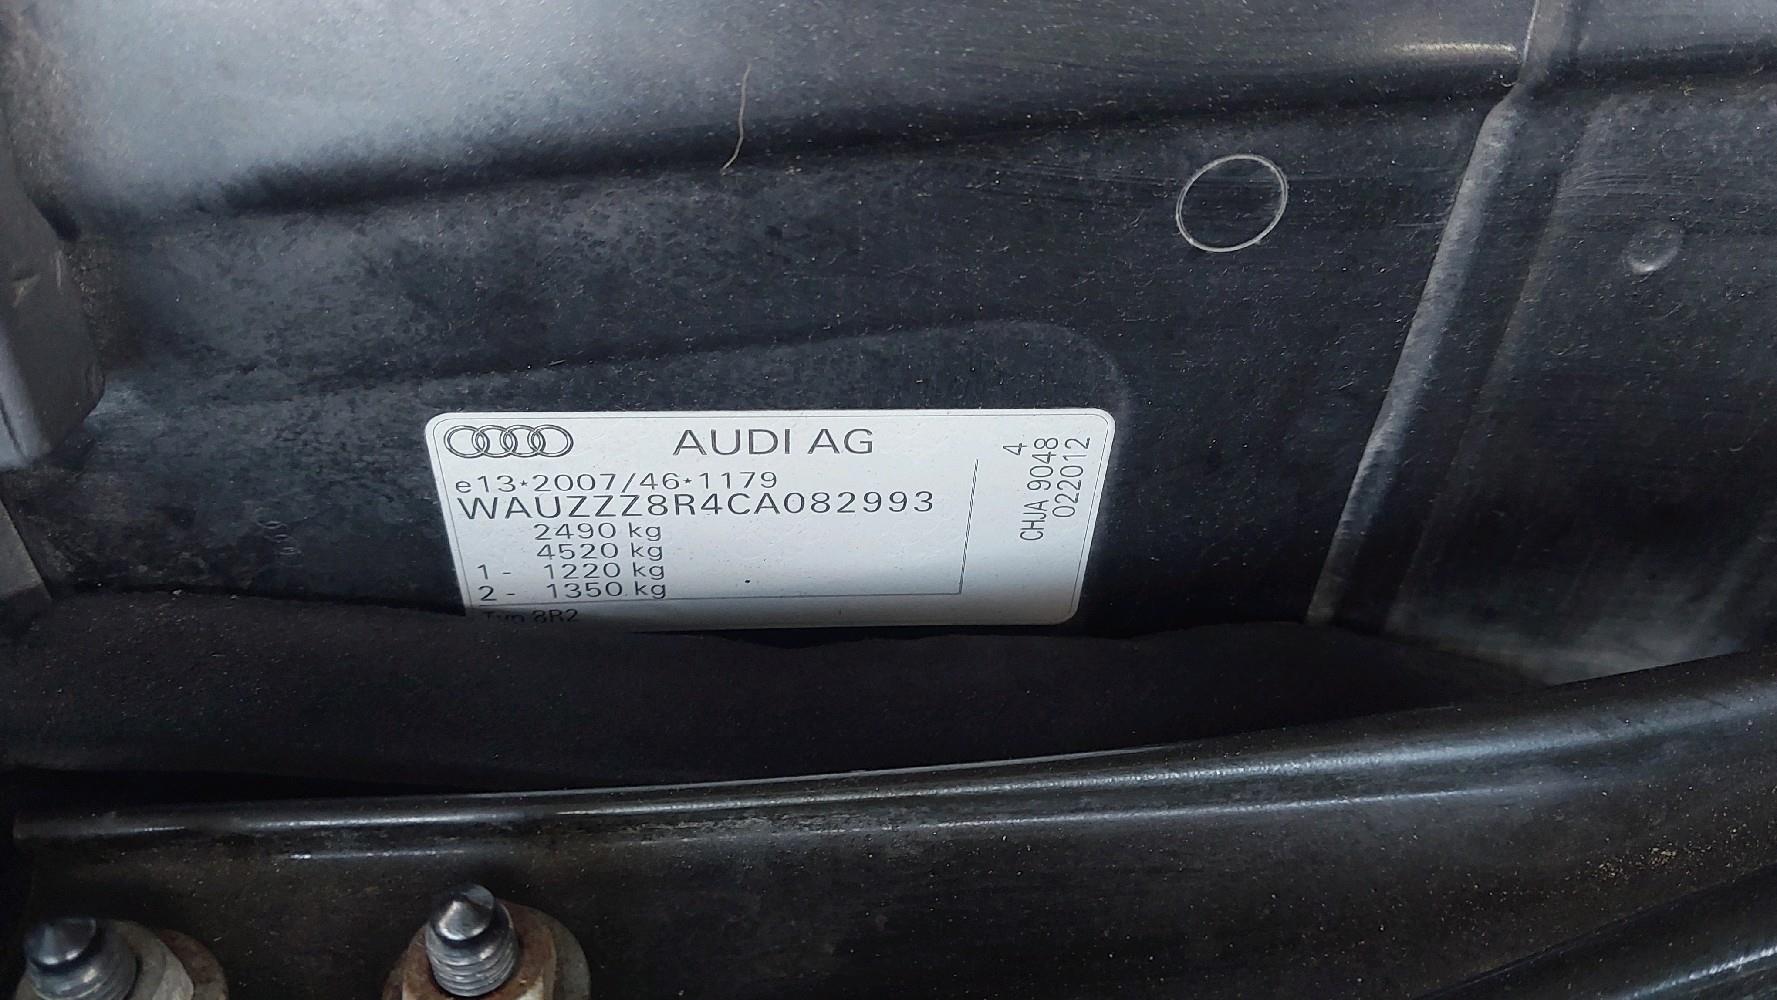 AUDI AG
e13*2007/46*1179
WAUZZZ8R4CA082993
2490 kg
4520 kg
1 - 1220 kg
2 - 1350 kg
Typ 8R2
4
CHJA 9048
022012